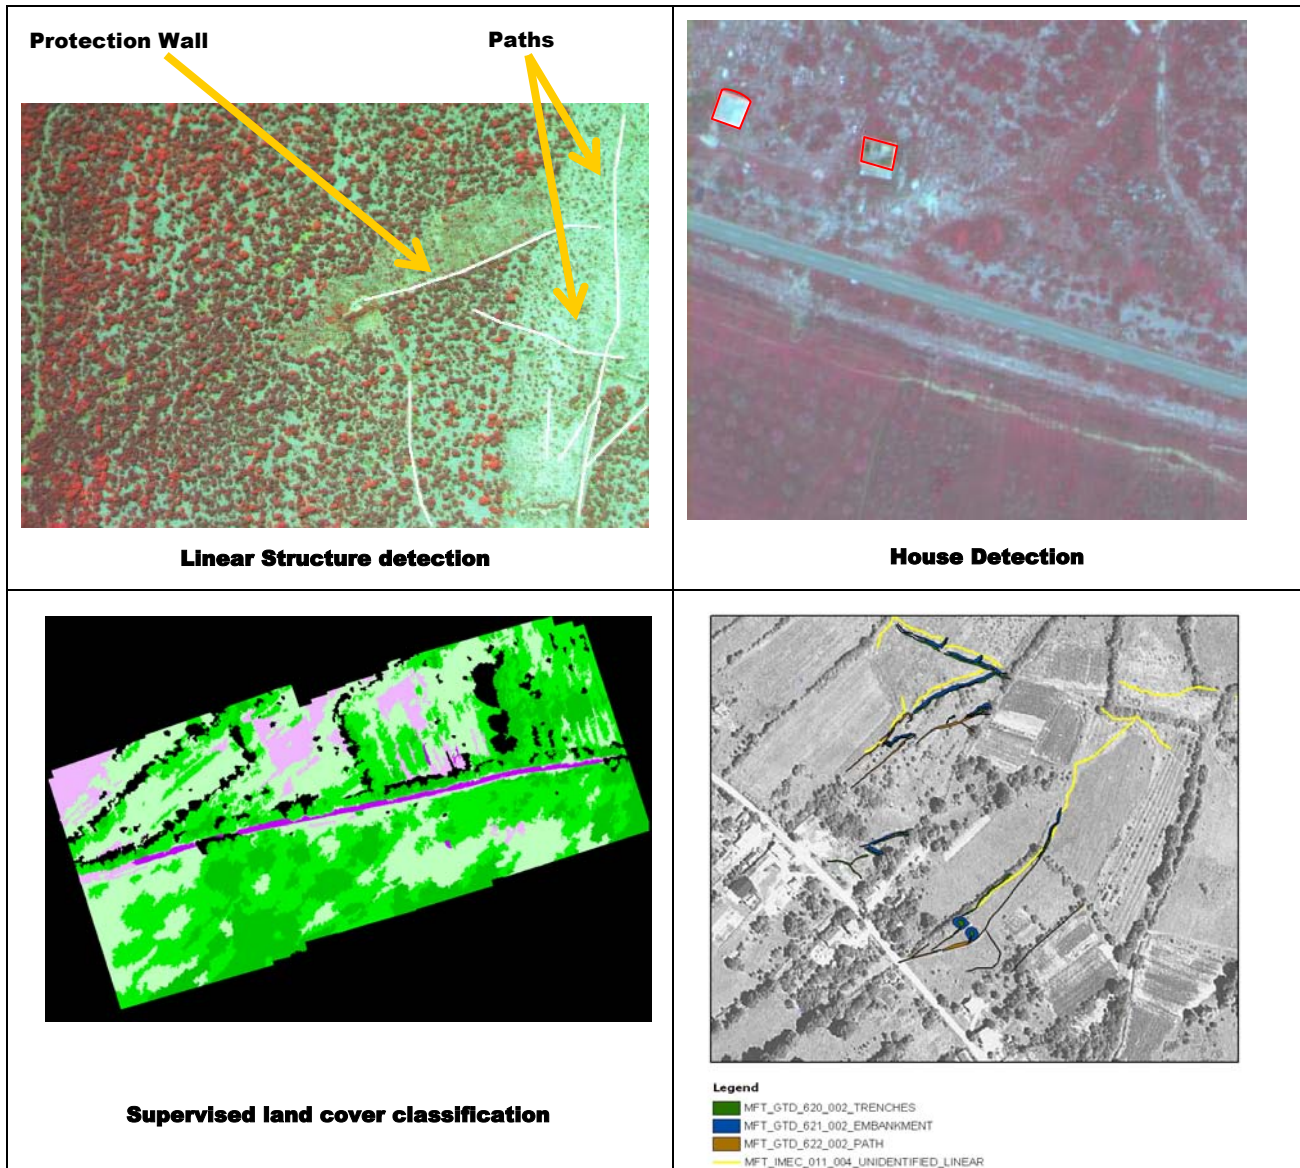 Protection Wall
Paths
Linear Structure detection
House Detection
Supervised land cover classification
Legend
MFT_GTD_620_002_TRENCHES
MFT_GTD_621_002_EMBANKMENT
MFT_GTD_622_002_PATH
MFT_IMEC_011_004_UNIDENTIFIED_LINEAR